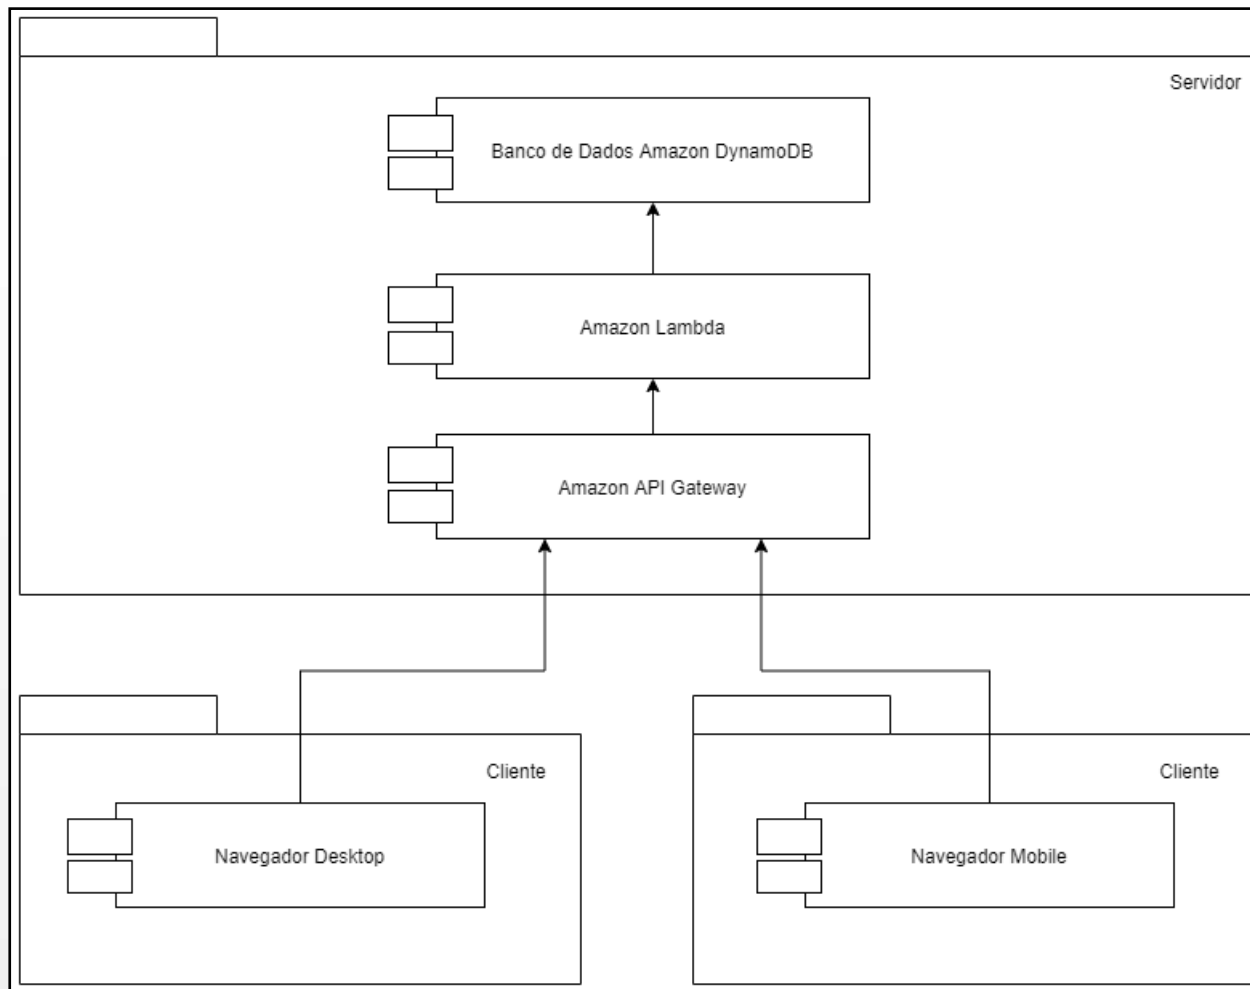 Servidor
Banco de Dados Amazon DynamoDB
Amazon Lambda
Amazon API Gateway
Cliente
Navegador Desktop
Cliente
Navegador Mobile